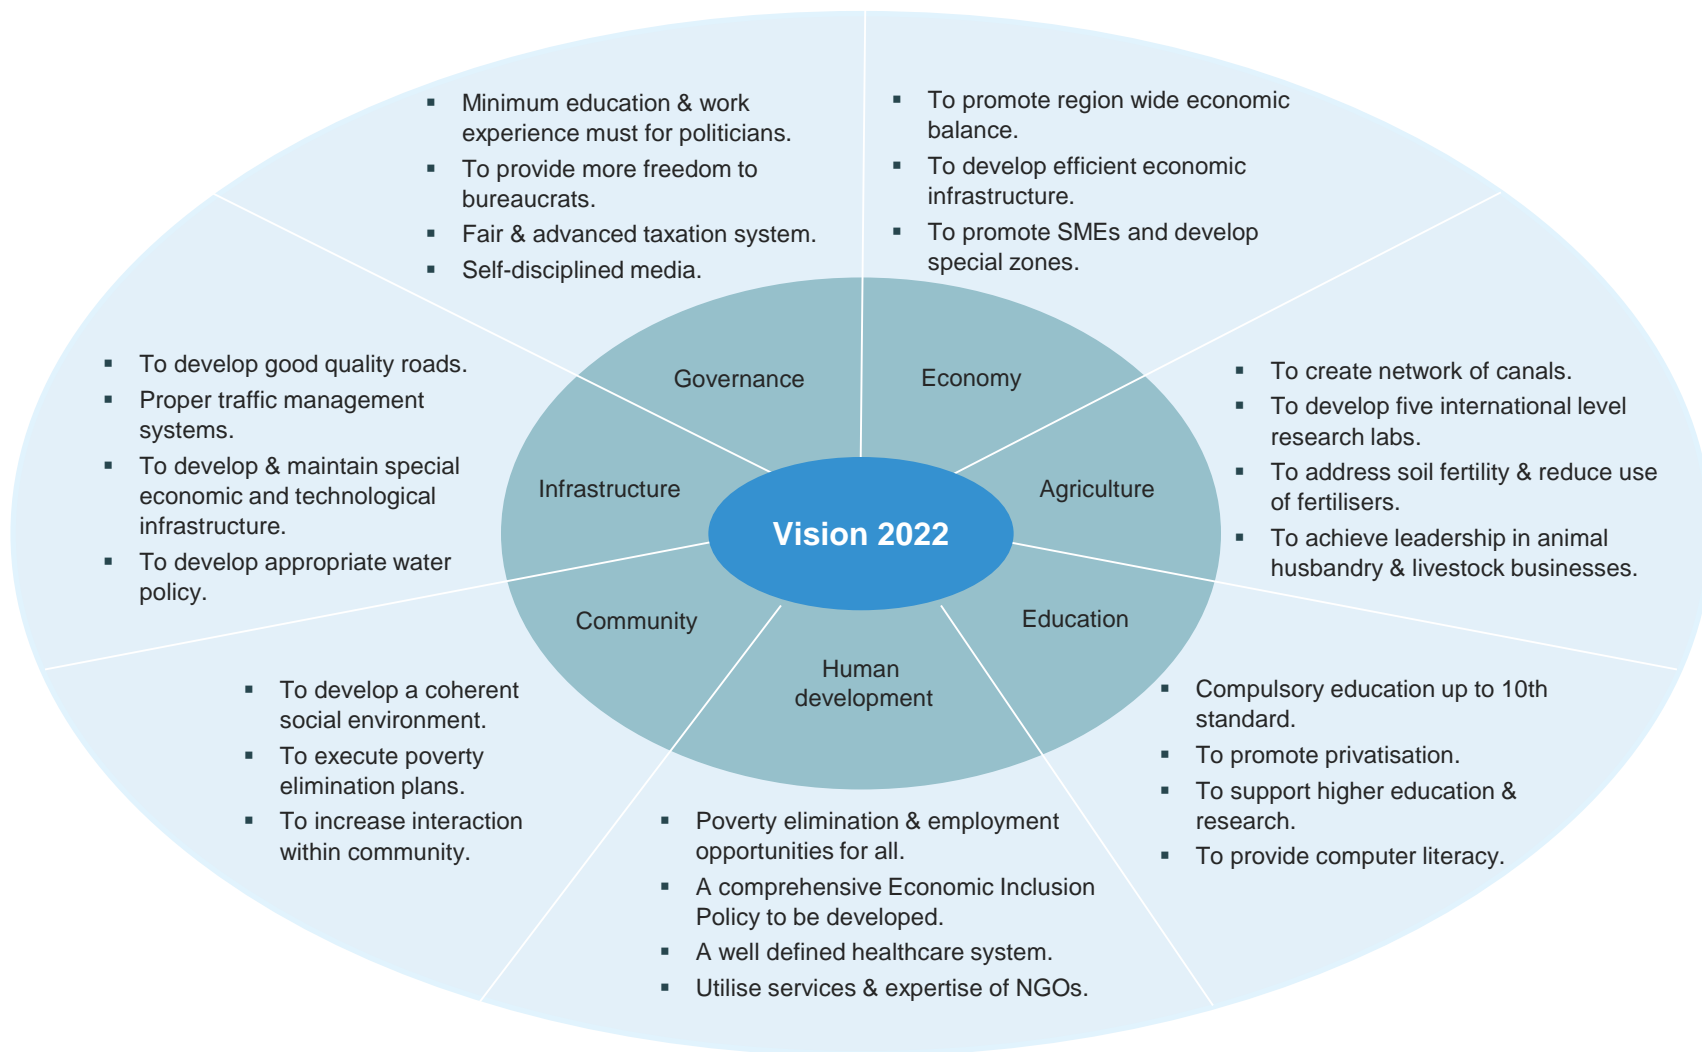 ▪ Minimum education & work
experience must for politicians.
▪ To provide more freedom to
bureaucrats.
▪ Fair & advanced taxation system.
▪ Self-disciplined media.
▪ To promote region wide economic
balance.
▪ To develop efficient economic
infrastructure.
▪ To promote SMEs and develop
special zones.
▪ To develop good quality roads.
▪ Proper traffic management
systems.
▪ To develop & maintain special
economic and technological
infrastructure.
▪ To develop appropriate water
policy.
Governance
Economy
Infrastructure
Agriculture
Vision 2022
Community
Education
Human
development
▪ To create network of canals.
▪ To develop five international level
research labs.
▪ To address soil fertility & reduce use
of fertilisers.
▪ To achieve leadership in animal
husbandry & livestock businesses.
▪ To develop a coherent
social environment.
▪ To execute poverty
elimination plans.
▪ To increase interaction
within community.
▪ Poverty elimination & employment
opportunities for all.
▪ A comprehensive Economic Inclusion
Policy to be developed.
▪ A well defined healthcare system.
▪ Utilise services & expertise of NGOs.
▪ Compulsory education up to 10th
standard.
▪ To promote privatisation.
▪ To support higher education &
research.
▪ To provide computer literacy.